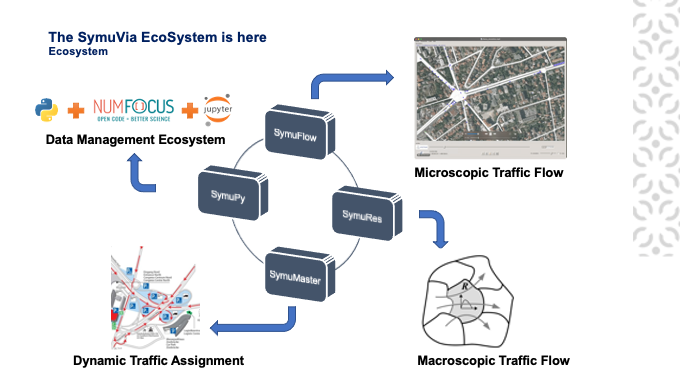 The SymuVia EcoSystem is here
Ecosystem
NUMFOCUS
OPEN CODE = BETTER SCIENCE
jupyter
Data Management Ecosystem
SymuFlow
Microscopic Traffic Flow
SymuPy
SymuRes
SymuMaster
R
Dynamic Traffic Assignment
Macroscopic Traffic Flow